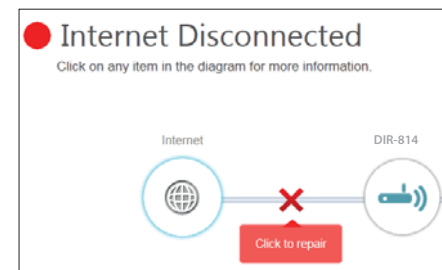 Internet Disconnected
Click on any item in the diagram for more information.
Internet
DIR-814
Click to repair